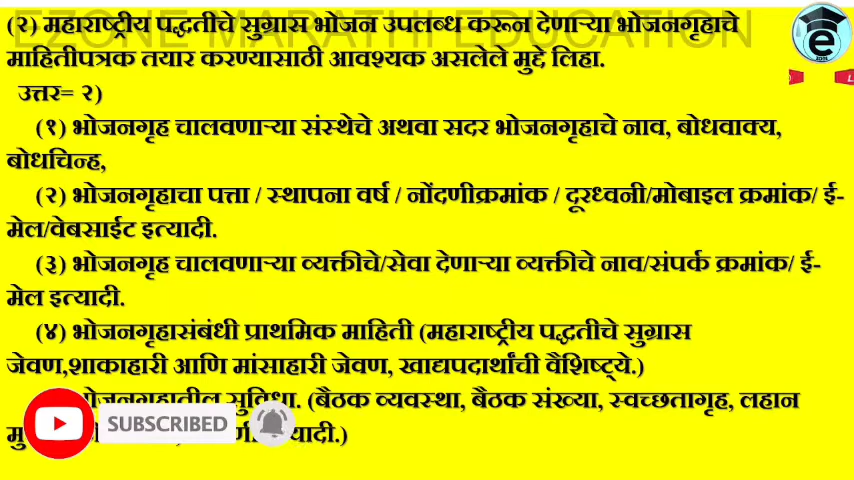 EZONE MARATHI EDUCATION
(२) महाराष्ट्रीय पद्धतीचे सुग्रास भोजन उपलब्ध करून देणाऱ्या भोजनगृहाचे
माहितीपत्रक तयार करण्यासाठी आवश्यक असलेले मुद्दे लिहा.
उत्तर= २)
(१) भोजनगृह चालवणाऱ्या संस्थेचे अथवा सदर भोजनगृहाचे नाव, बोधवाक्य,
बोधचिन्ह,
(२) भोजनगृहाचा पत्ता / स्थापना वर्ष / नोंदणीक्रमांक / दूरध्वनी/मोबाइल क्रमांक/ ई-
मेल/वेबसाईट इत्यादी.
(३) भोजनगृह चालवणाऱ्या व्यक्तीचे/सेवा देणाऱ्या व्यक्तीचे नाव/संपर्क क्रमांक/ ई-
मेल इत्यादी.
(४) भोजनगृहासंबंधी प्राथमिक माहिती (महाराष्ट्रीय पद्धतीचे सुग्रास
जेवण,शाकाहारी आणि मांसाहारी जेवण, खाद्यपदार्थांची वैशिष्ट्ये.)
सुविधा. (बैठक व्यवस्था, बैठक संख्या, स्वच्छतागृह, लहान
SUBSCRIBED